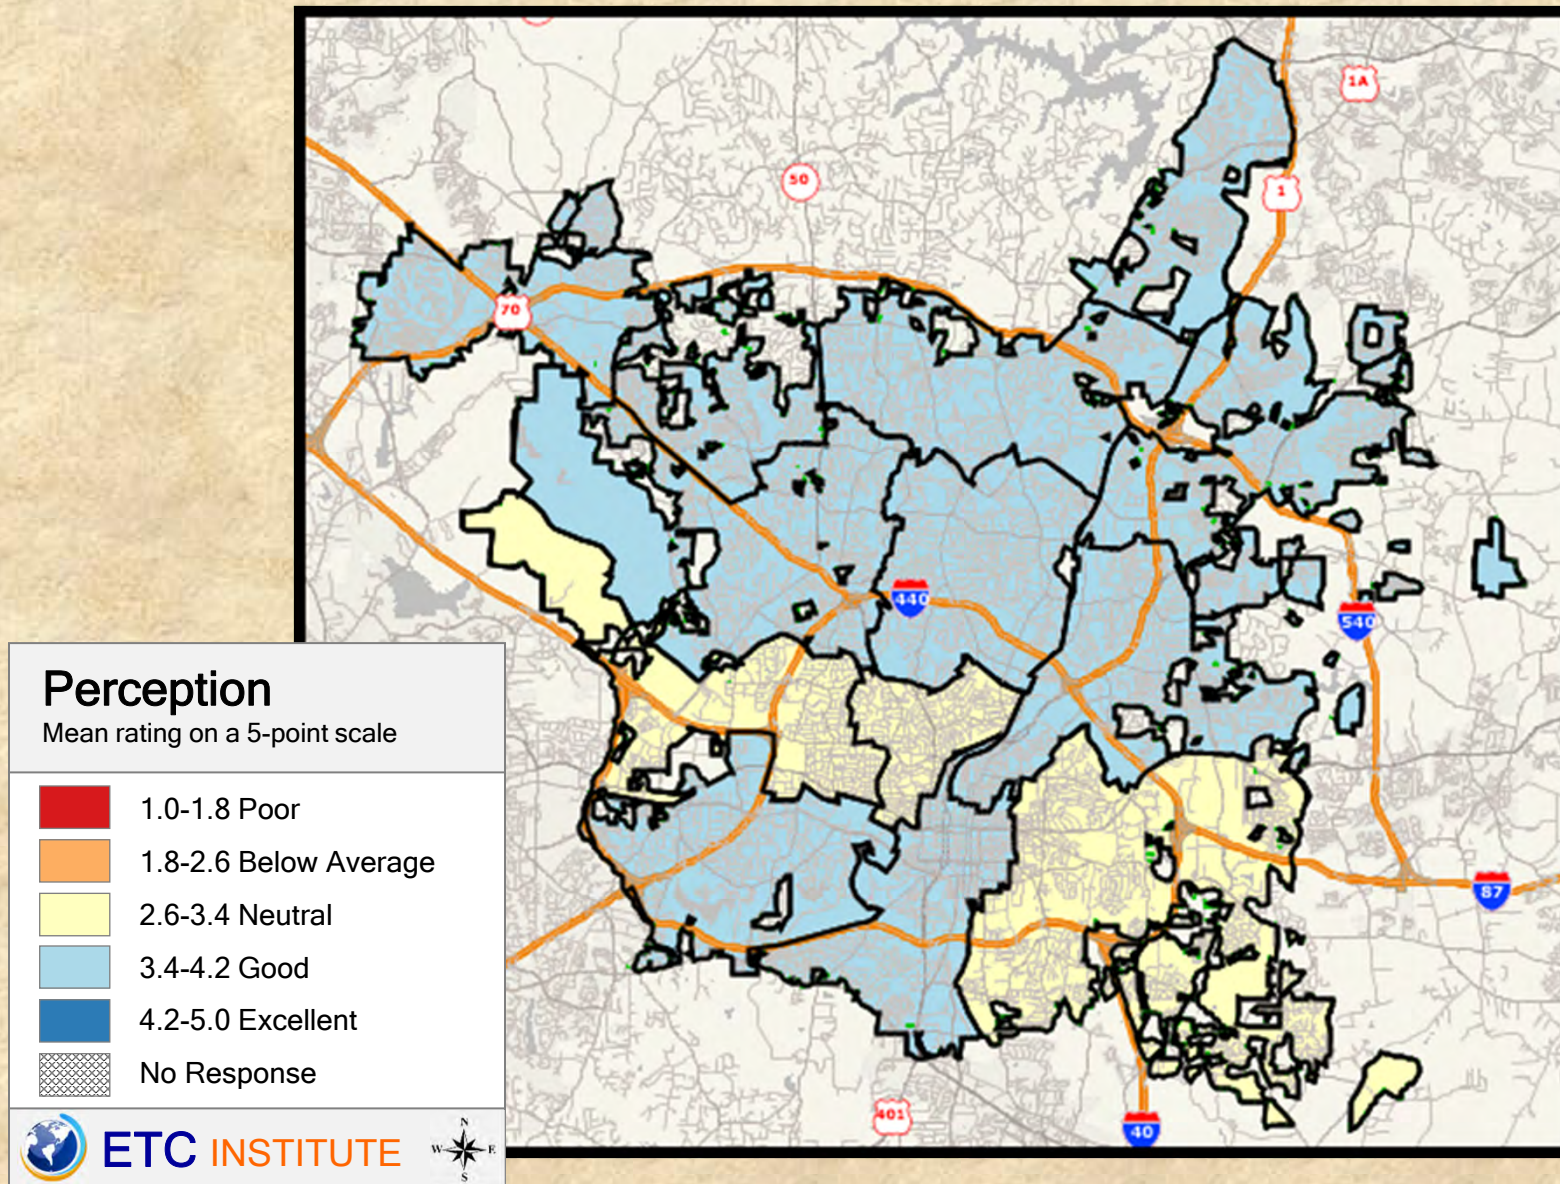 1A
50
1
70
440
540
87
401
40
Perception
Mean rating on a 5-point scale
1.0-1.8 Poor
1.8-2.6 Below Average
2.6-3.4 Neutral
3.4-4.2 Good
4.2-5.0 Excellent
No Response
ETC INSTITUTE
N
W E
S